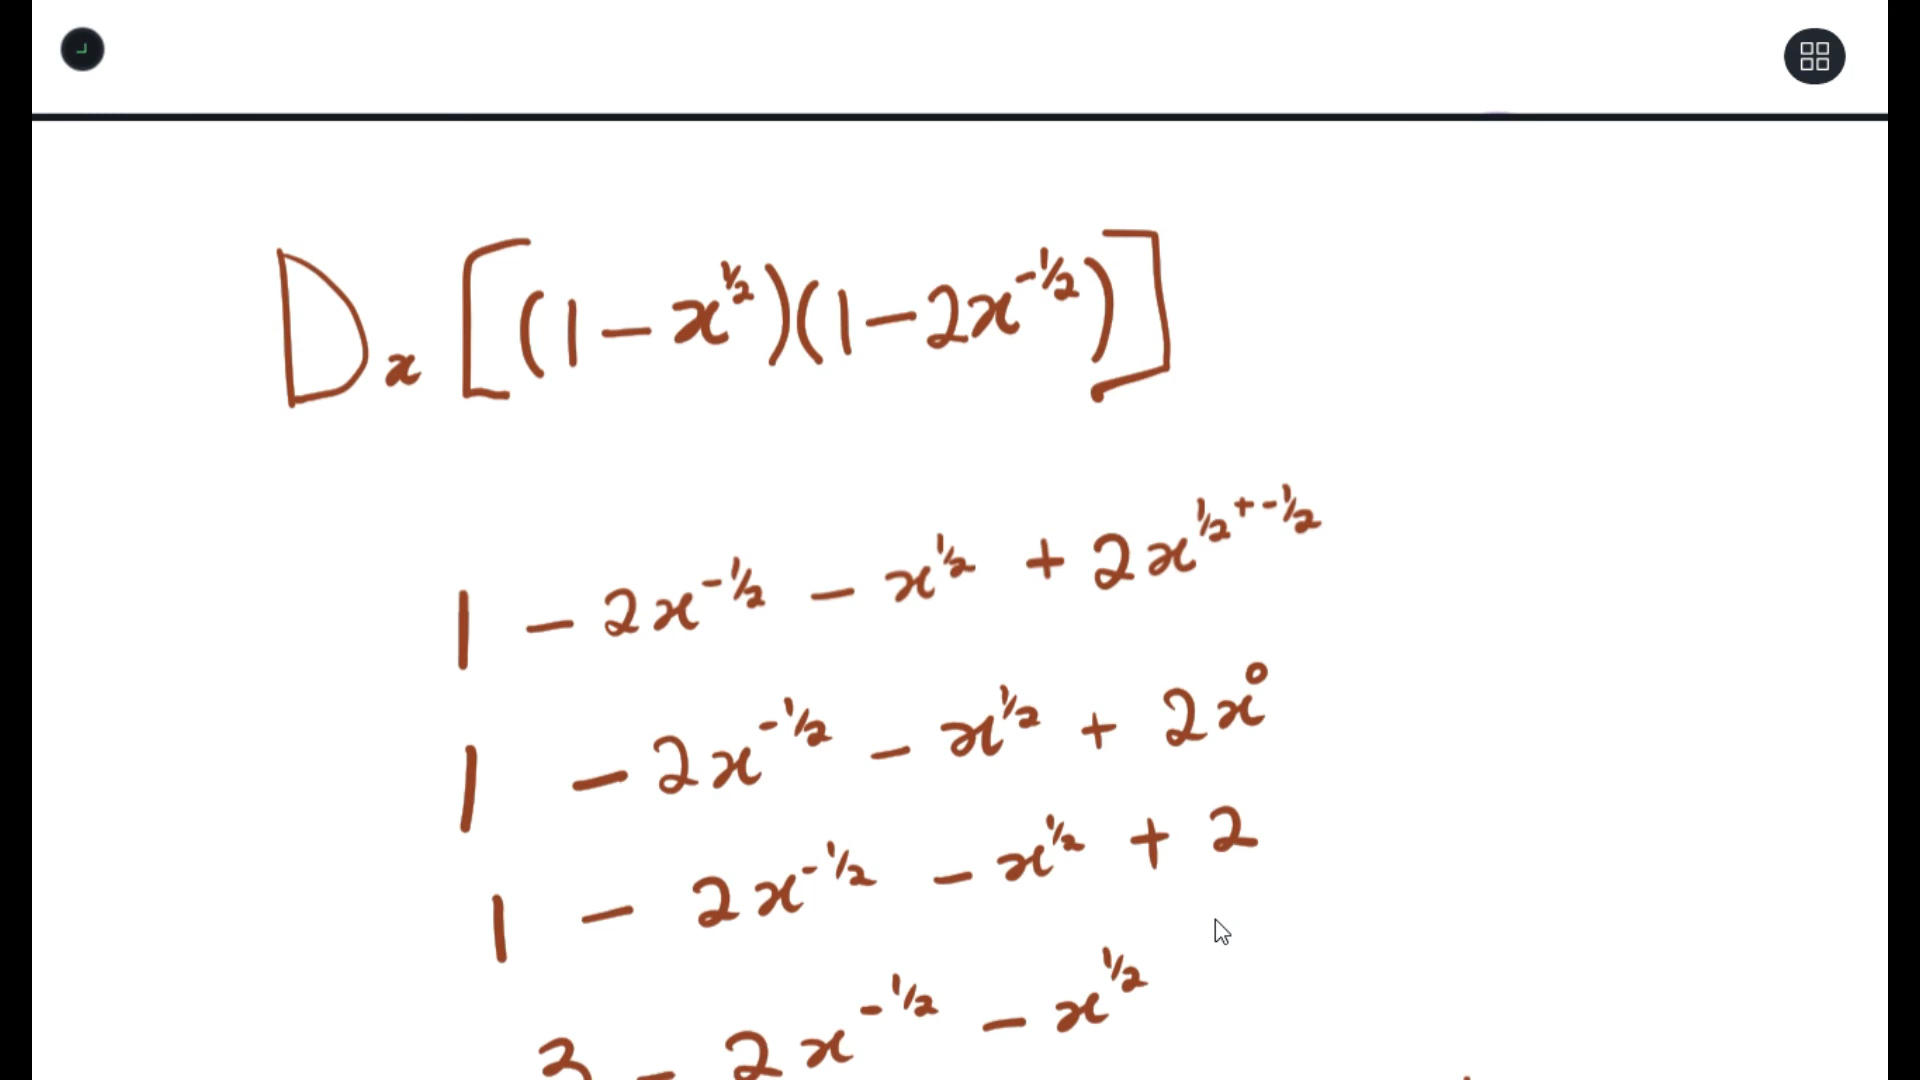 Dₓ [(1 - x^½)(1 - 2x^-½)]
1 - 2x^-½ - x^½ + 2x^½+-½
1 - 2x^-½ - x^½ + 2x^0
1 - 2x^-½ - x^½ + 2
3 - 2x^-½ - x^½